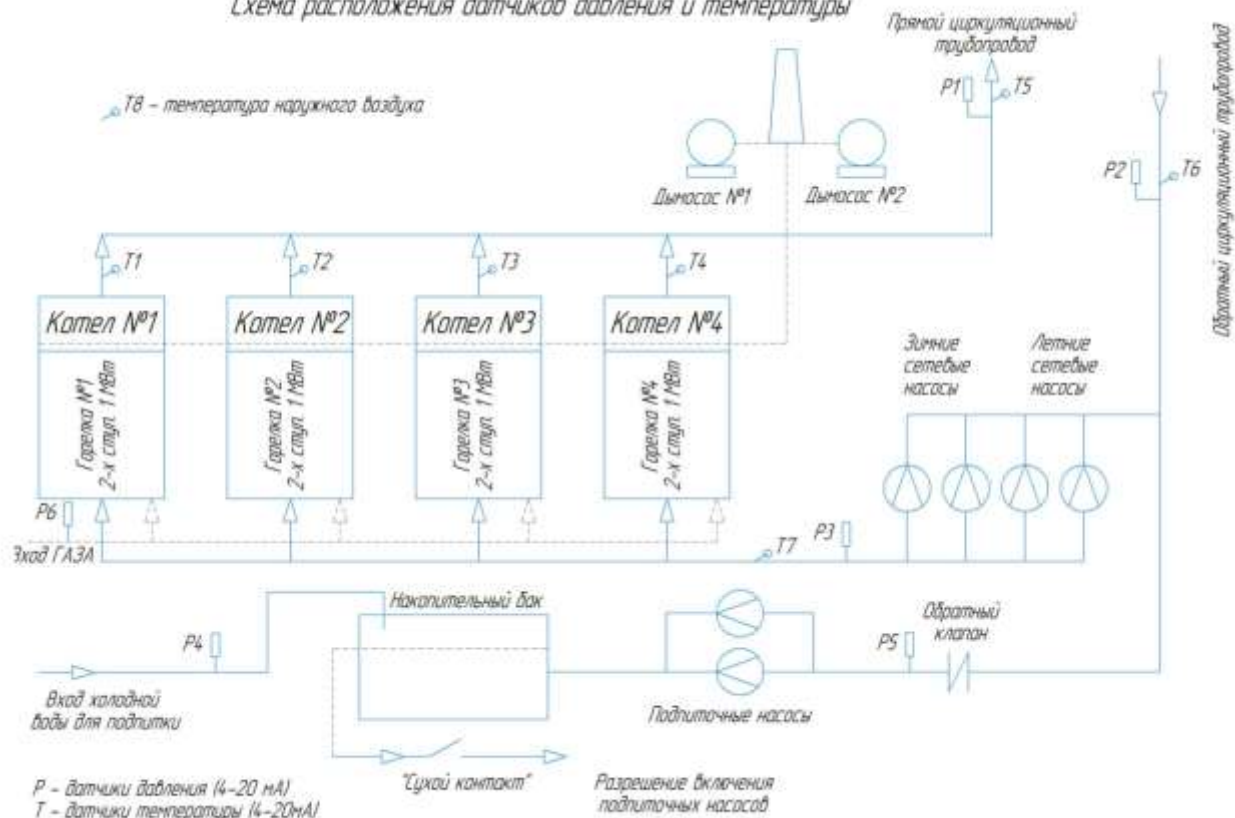 Схема расположения датчиков давления и температуры
Прямой циркуляционный
трубопровод
Обратный циркуляционный трубопровод
P1
T5
T8 - температура наружного воздуха
P2
T6
Дымосос №1
Дымосос №2
T1
T2
T3
T4
Котел №1
Котел №2
Котел №3
Котел №4
Горелка №1
2-х ступ. 1 МВт
Горелка №2
2-х ступ. 1 МВт
Горелка №3
2-х ступ. 1 МВт
Горелка №4
2-х ступ. 1 МВт
Зимние
сетевые
насосы
Летние
сетевые
насосы
P6
Вход ГАЗА
T7
P3
Накопительный бак
P4
Обратный
клапан
P5
Вход холодной
воды для подпитки
Подпиточные насосы
"Сухой контакт"
Разрешение включения
подпиточных насосов
P - датчики давления (4-20 мА)
T - датчики температуры (4-20мА)